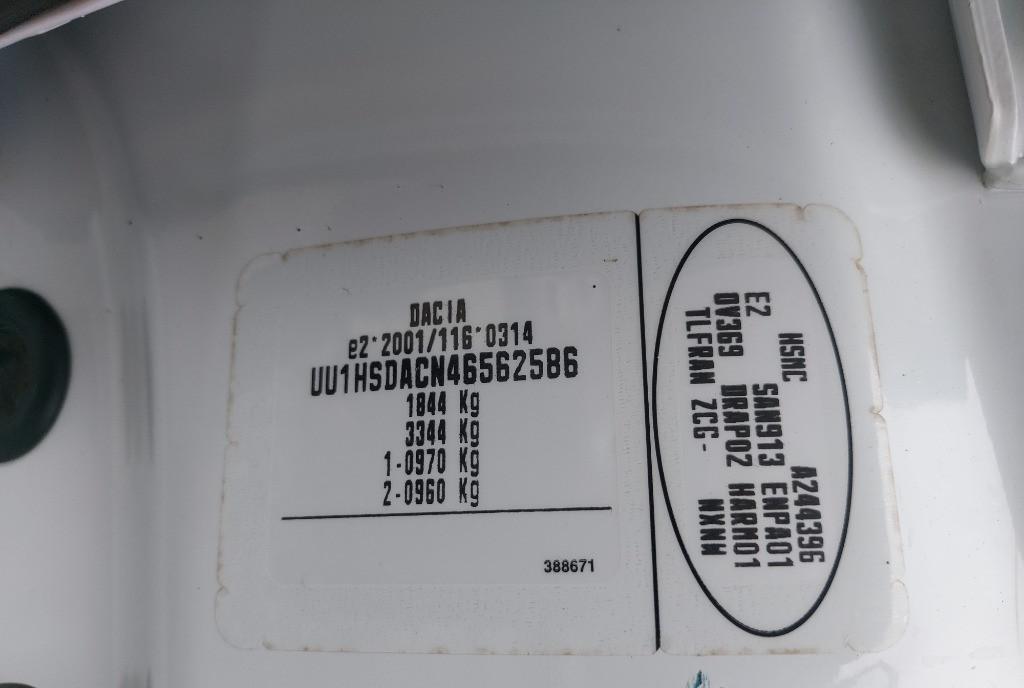 DACIA
e2*2001/116*0314
UU1HSDACN46562586
1844 Kg
3344 Kg
1-0970 Kg
2-0960 Kg
388671
A244396
HSMC SAN913 ENPA01
E2 DRAP02 HARM01
0V369
TLFRAN ZCG- NXNW